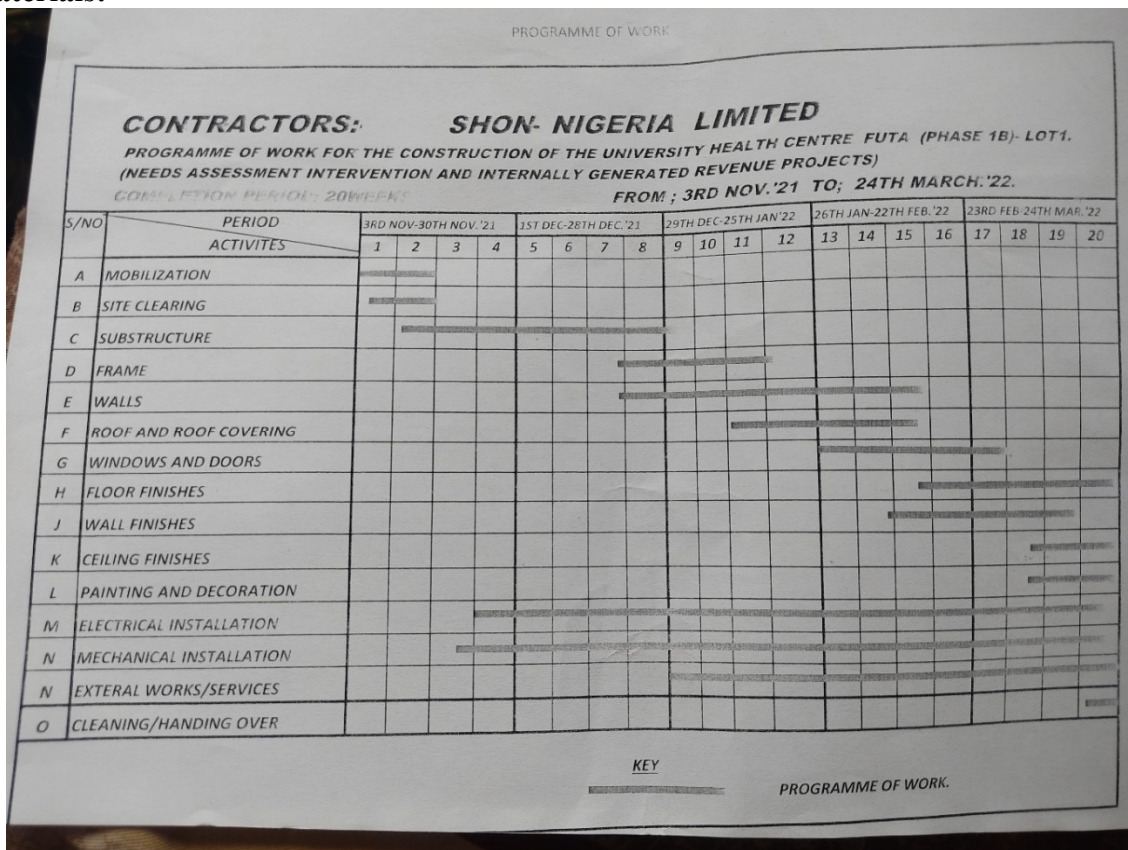 PROGRAMME OF WORK
CONTRACTORS: SHON- NIGERIA LIMITED
PROGRAMME OF WORK FOR THE CONSTRUCTION OF THE UNIVERSITY HEALTH CENTRE FUTA (PHASE 1B)- LOT1.
(NEEDS ASSESSMENT INTERVENTION AND INTERNALLY GENERATED REVENUE PROJECTS)
COMPLETION PERIOD: 20WEEKS FROM ; 3RD NOV.'21 TO; 24TH MARCH.'22.
S/NO PERIOD 3RD NOV-30TH NOV.'21 1ST DEC-28TH DEC.'21 29TH DEC-25TH JAN'22 26TH JAN-22TH FEB.'22 23RD FEB-24TH MAR.'22
ACTIVITES 1 2 3 4 5 6 7 8 9 10 11 12 13 14 15 16 17 18 19 20
A MOBILIZATION
B SITE CLEARING
C SUBSTRUCTURE
D FRAME
E WALLS
F ROOF AND ROOF COVERING
G WINDOWS AND DOORS
H FLOOR FINISHES
J WALL FINISHES
K CEILING FINISHES
L PAINTING AND DECORATION
M ELECTRICAL INSTALLATION
N MECHANICAL INSTALLATION
N EXTERAL WORKS/SERVICES
O CLEANING/HANDING OVER
KEY
PROGRAMME OF WORK.